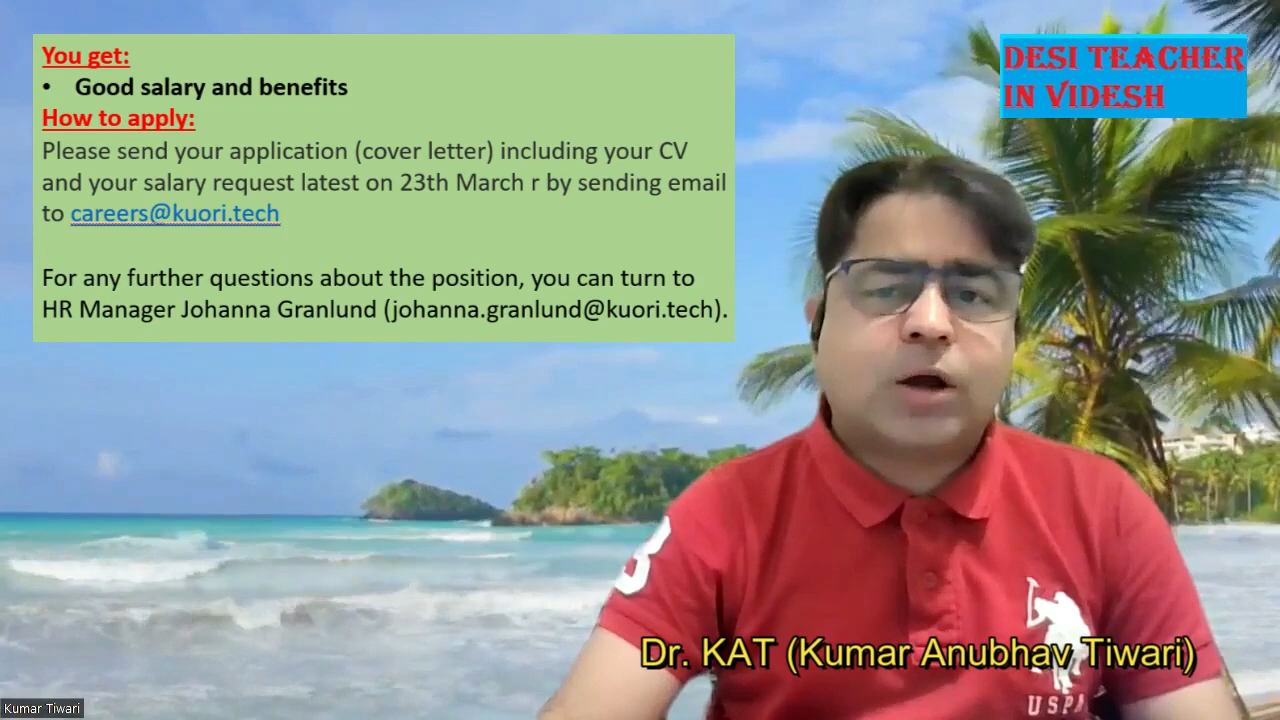 You get:
• Good salary and benefits
How to apply:
Please send your application (cover letter) including your CV
and your salary request latest on 23th March r by sending email
to careers@kuori.tech
For any further questions about the position, you can turn to
HR Manager Johanna Granlund (johanna.granlund@kuori.tech).
DESI TEACHER
IN VIDESH
3
Dr. KAT (Kumar Anubhav Tiwari)
USPA
Kumar Tiwari